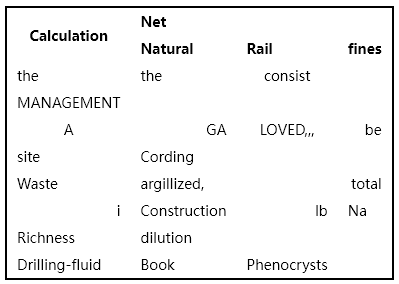 Calculation Net Natural Rail fines
the the consist
MANAGEMENT
A GA LOVED,,, be
site Cording
Waste argillized, total
i Construction lb Na
Richness dilution
Drilling-fluid Book Phenocrysts